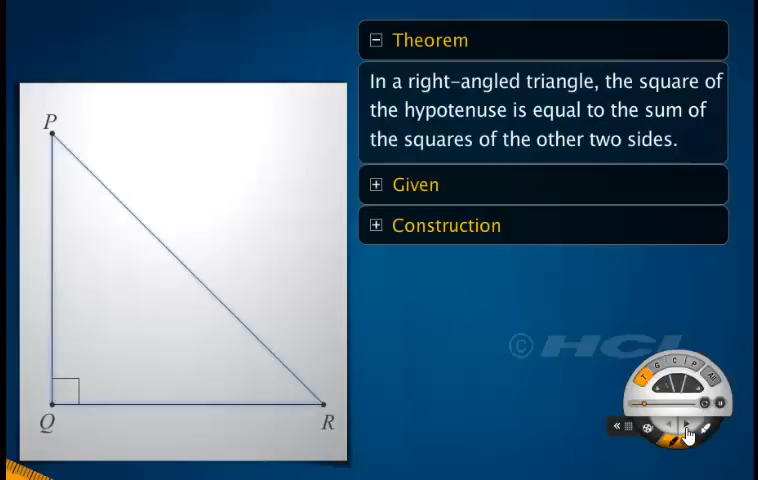 Theorem
In a right-angled triangle, the square of
the hypotenuse is equal to the sum of
the squares of the other two sides.
Given
Construction
P
Q
R
© HCL
T G C P All